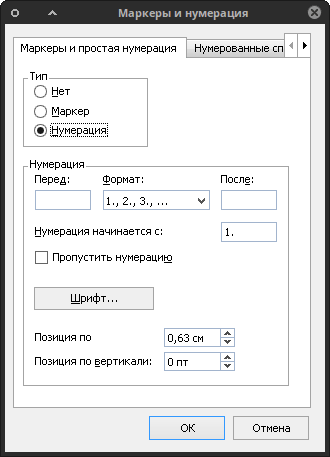 Маркеры и нумерация
Маркеры и простая нумерация Нумерованные сп
Тип
Нет
Маркер
Нумерация
Нумерация
Перед: Формат: После:
1., 2., 3., ...
Нумерация начинается с: 1.
Пропустить нумерацию
Шрифт...
Позиция по 0,63 см
Позиция по вертикали: 0 пт
OK Отмена